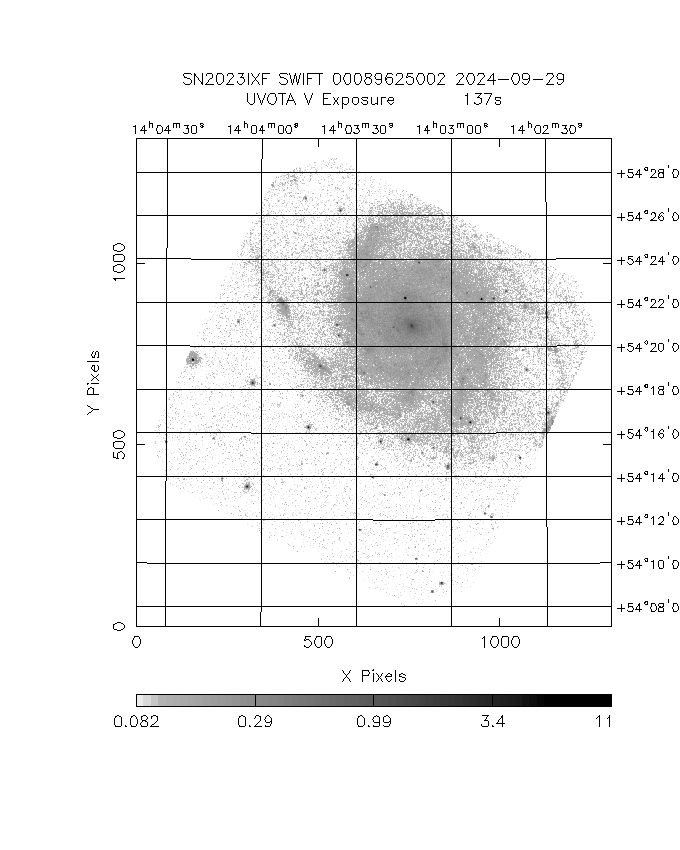 SN2023IXF SWIFT 00089625002 2024-09-29
UVOTA V Exposure 137s
14ʰ04ᵐ30ˢ 14ʰ04ᵐ00ˢ 14ʰ03ᵐ30ˢ 14ʰ03ᵐ00ˢ 14ʰ02ᵐ30ˢ
+54°28'0
+54°26'0
+54°24'0
+54°22'0
+54°20'0
+54°18'0
+54°16'0
+54°14'0
+54°12'0
+54°10'0
+54°08'0
1000
500
0
Y Pixels
0 500 1000
X Pixels
0.082 0.29 0.99 3.4 11